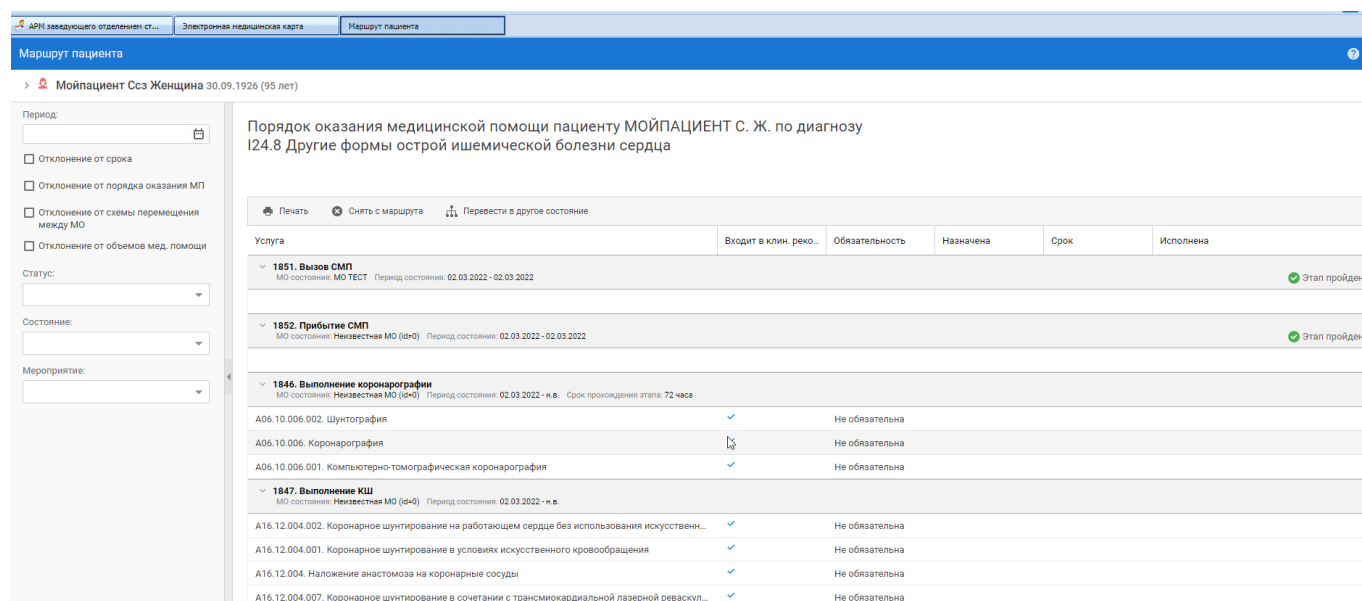 АРМ заведующего отделением ст...
Электронная медицинская карта
Маршрут пациента
Маршрут пациента
?
Мойпациент Ссз Женщина 30.09.1926 (95 лет)
Период:
Отклонение от срока
Отклонение от порядка оказания МП
Отклонение от схемы перемещения
между МО
Отклонение от объемов мед. помощи
Статус:
Состояние:
Мероприятие:
Порядок оказания медицинской помощи пациенту МОЙПАЦИЕНТ С. Ж. по диагнозу
I24.8 Другие формы острой ишемической болезни сердца
Печать Снять с маршрута Перевести в другое состояние
Услуга Входит в клин. реко... Обязательность Назначена Срок Исполнена
1851. Вызов СМП
МО состояния: МО ТЕСТ Период состояния: 02.03.2022 - 02.03.2022 Этап пройден
1852. Прибытие СМП
МО состояния: Неизвестная МО (id=0) Период состояния: 02.03.2022 - 02.03.2022 Этап пройден
1846. Выполнение коронарографии
МО состояния: Неизвестная МО (id=0) Период состояния: 02.03.2022 - н.в. Срок прохождения этапа: 72 часа
A06.10.006.002. Шунтография Не обязательна
A06.10.006. Коронарография Не обязательна
A06.10.006.001. Компьютерно-томографическая коронарография Не обязательна
1847. Выполнение КШ
МО состояния: Неизвестная МО (id=0) Период состояния: 02.03.2022 - н.в.
A16.12.004.002. Коронарное шунтирование на работающем сердце без использования искусственн... Не обязательна
A16.12.004.001. Коронарное шунтирование в условиях искусственного кровообращения Не обязательна
A16.12.004. Наложение анастомоза на коронарные сосуды Не обязательна
A16.12.004.007. Коронарное шунтирование в сочетании с трансмиокардиальной лазерной реваскул... Не обязательна